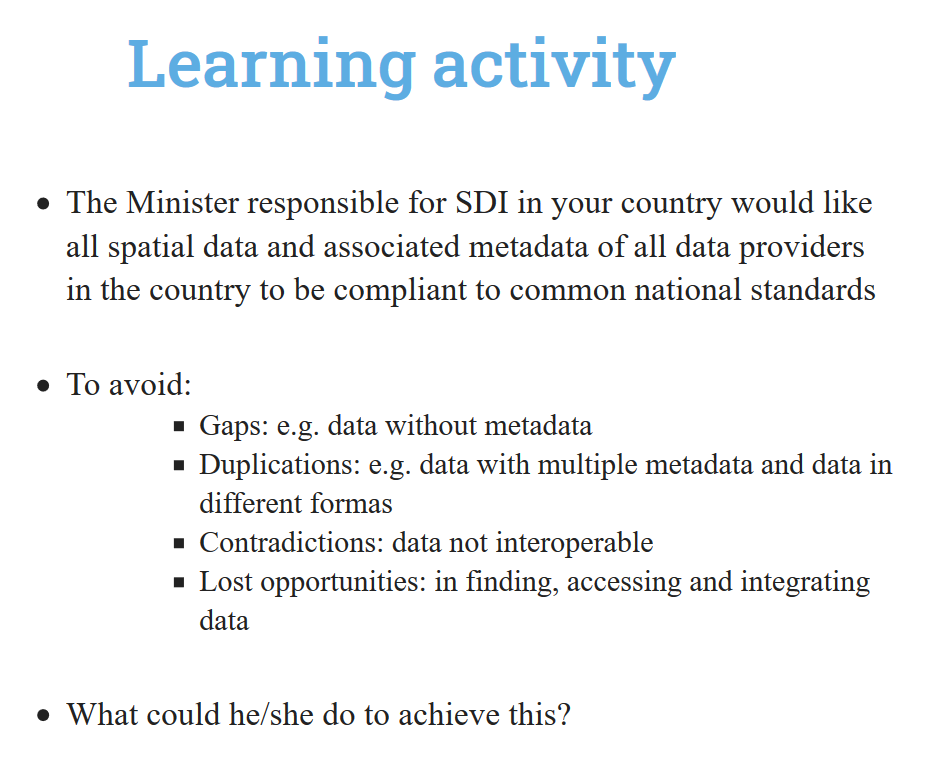 Learning activity
• The Minister responsible for SDI in your country would like
all spatial data and associated metadata of all data providers
in the country to be compliant to common national standards
• To avoid:
▪ Gaps: e.g. data without metadata
▪ Duplications: e.g. data with multiple metadata and data in
different formas
▪ Contradictions: data not interoperable
▪ Lost opportunities: in finding, accessing and integrating
data
• What could he/she do to achieve this?